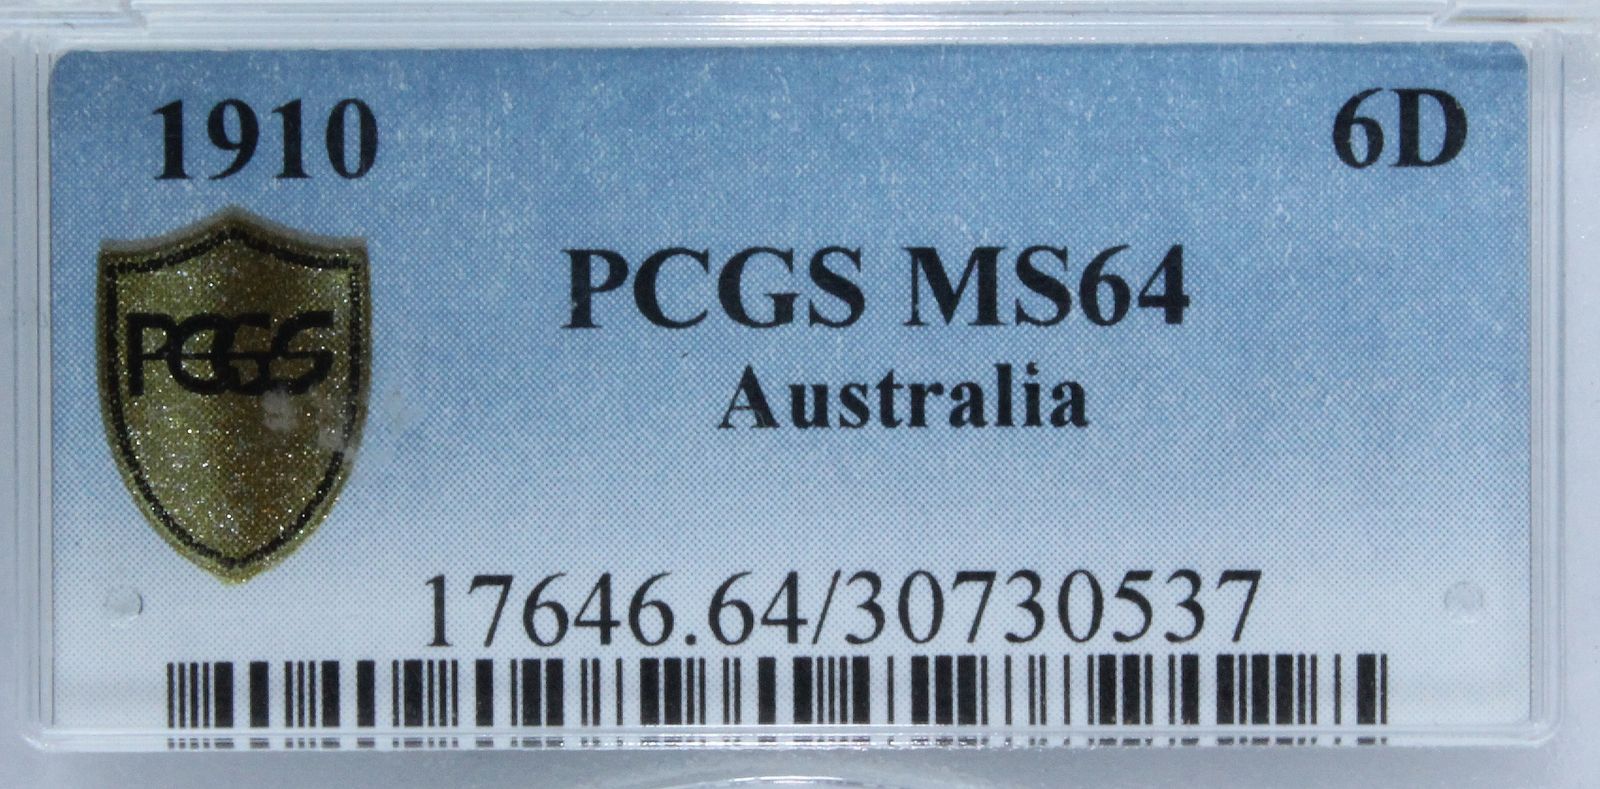 1910 6D
PCGS
PCGS MS64
Australia
17646.64/30730537